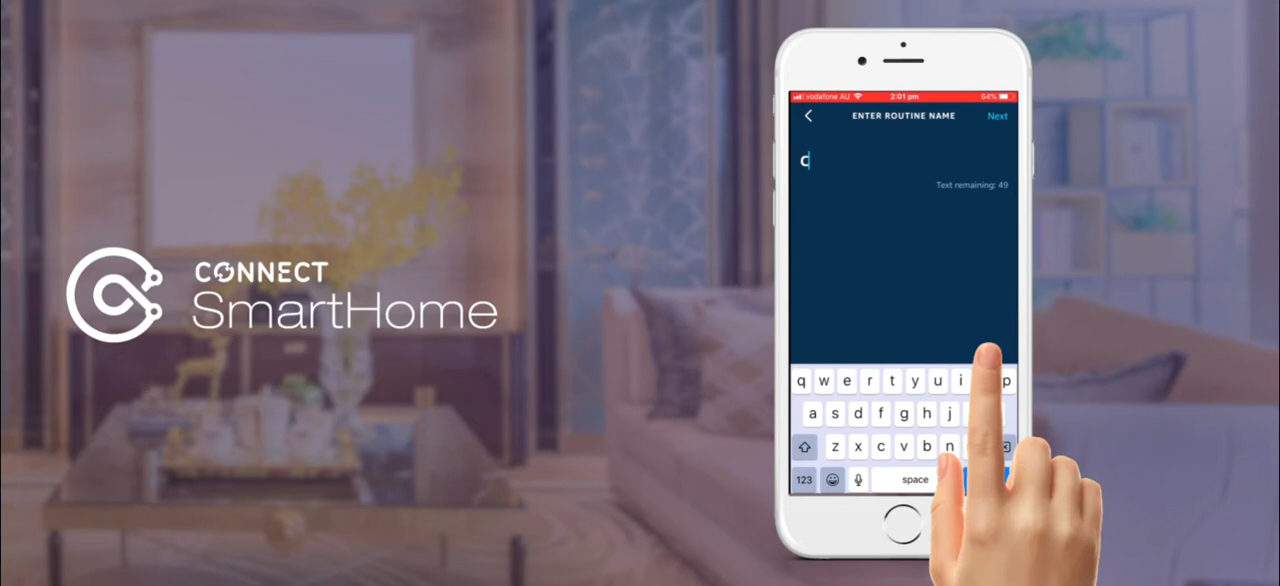 CONNECT
SmartHome
vodafone AU 2:01 pm 64%
ENTER ROUTINE NAME Next
C
Text remaining: 49
q w e r t y u i p
a s d f g h j
z x c v b n
123 space